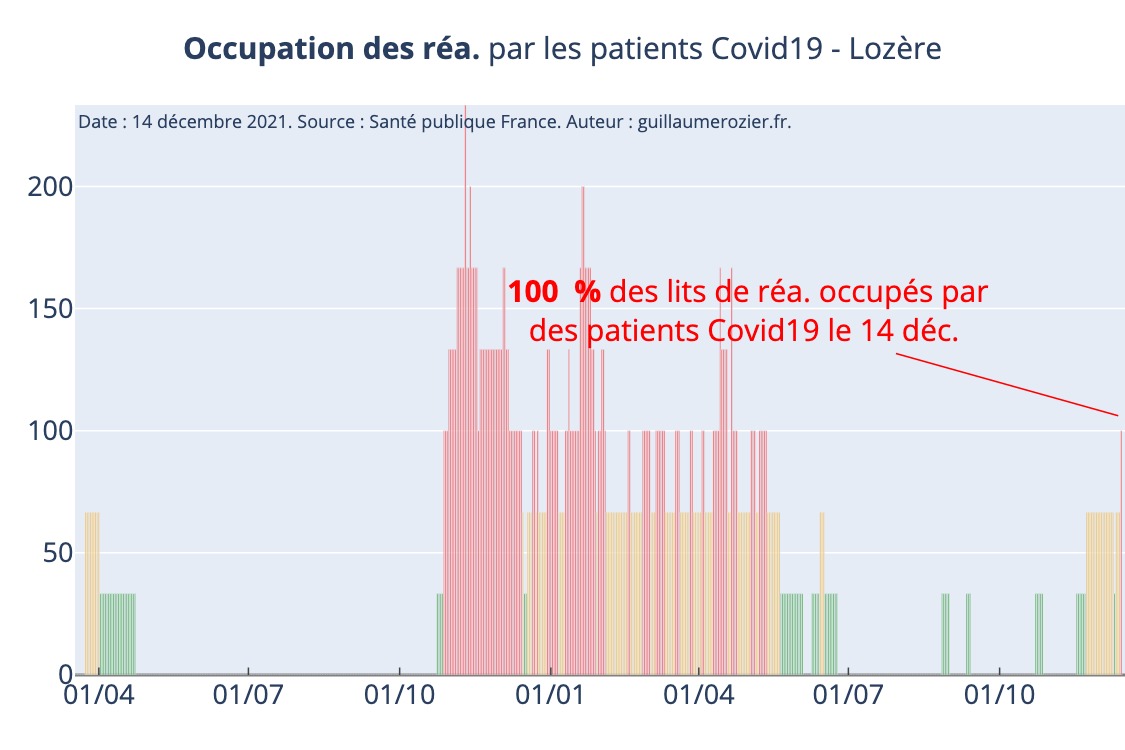 Occupation des réa. par les patients Covid19 - Lozère
Date : 14 décembre 2021. Source : Santé publique France. Auteur : guillaumerozier.fr.
200
150
100
50
0
100 % des lits de réa. occupés par
des patients Covid19 le 14 déc.
01/04 01/07 01/10 01/01 01/04 01/07 01/10